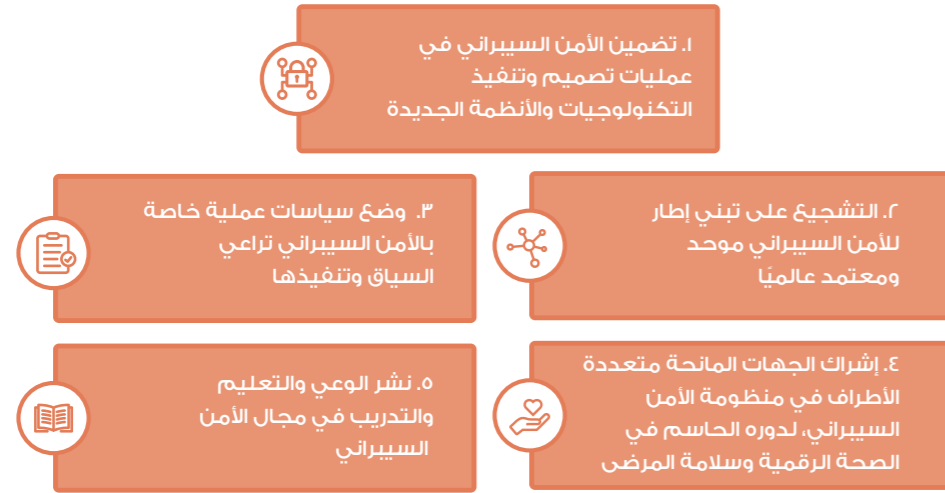 ١. تضمين الأمن السيبراني في
عمليات تصميم وتنفيذ
التكنولوجيات والأنظمة الجديدة
٢. التشجيع على تبني إطار
للأمن السيبراني موحد
ومعتمد عالميًا
٣. وضع سياسات عملية خاصة
بالأمن السيبراني تراعي
السياق وتنفيذها
٤. إشراك الجهات المانحة متعددة
الأطراف في منظومة الأمن
السيبراني، لدوره الحاسم في
الصحة الرقمية وسلامة المرضى
٥. نشر الوعي والتعليم
والتدريب في مجال الأمن
السيبراني